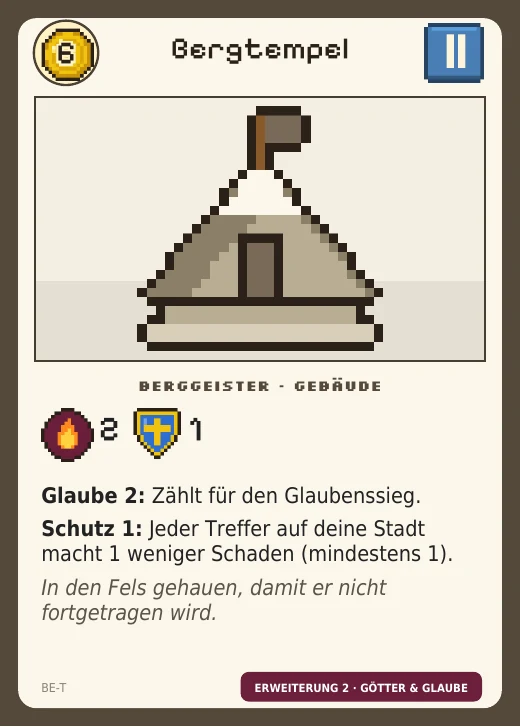 6
Bergtempel
II
BERGGEISTER · GEBÄUDE
2 1
Glaube 2: Zählt für den Glaubenssieg.
Schutz 1: Jeder Treffer auf deine Stadt
macht 1 weniger Schaden (mindestens 1).
In den Fels gehauen, damit er nicht
fortgetragen wird.
BE-T
ERWEITERUNG 2 · GÖTTER & GLAUBE